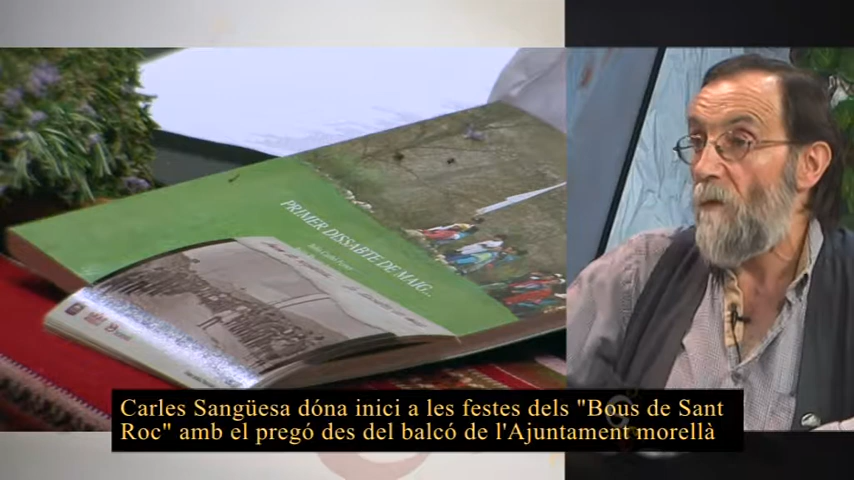 PRIMER DISSABTE DE MAIG...
Carles Sangüesa dóna inici a les festes dels "Bous de Sant
Roc" amb el pregó des del balcó de l'Ajuntament morellà